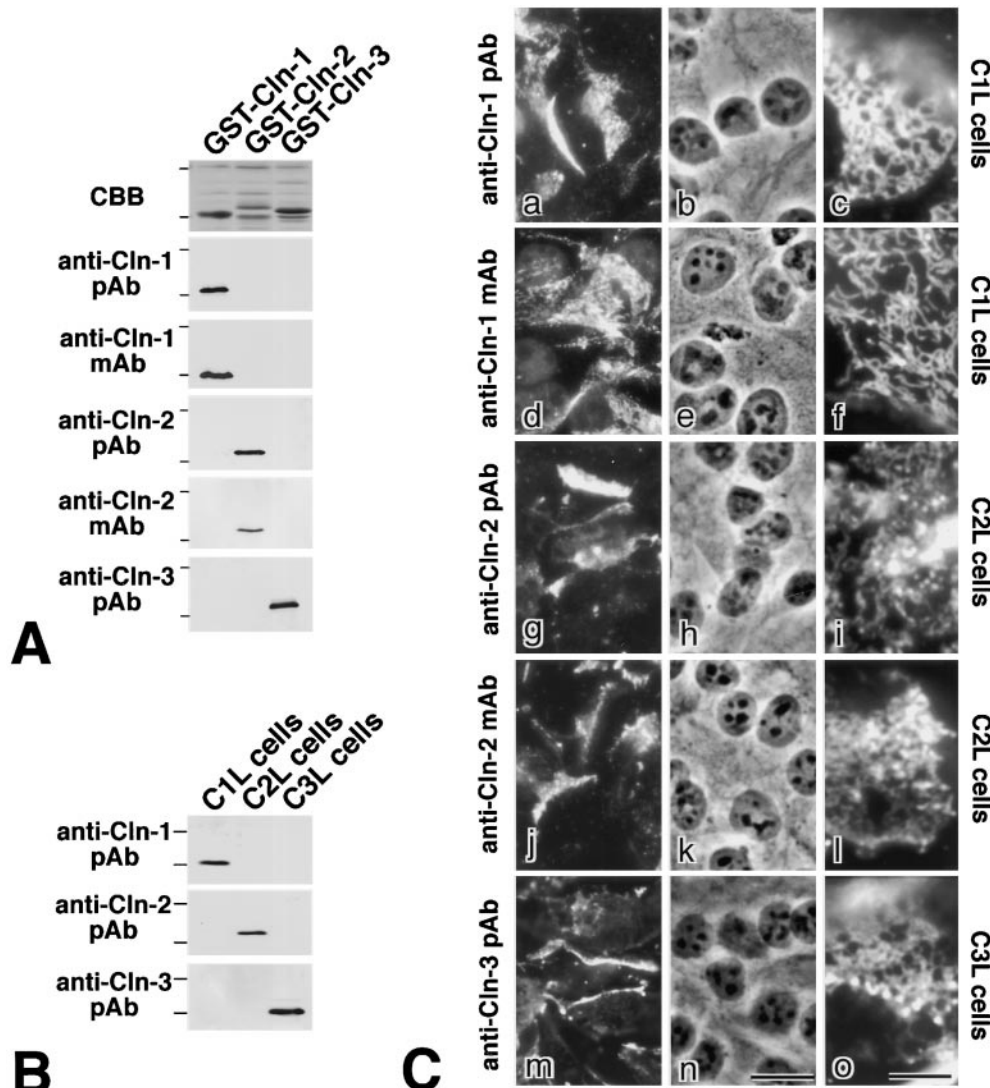 A
GST-Cln-1
GST-Cln-2
GST-Cln-3
CBB
anti-Cln-1
pAb
anti-Cln-1
mAb
anti-Cln-2
pAb
anti-Cln-2
mAb
anti-Cln-3
pAb
B
C1L cells
C2L cells
C3L cells
anti-Cln-1
pAb
anti-Cln-2
pAb
anti-Cln-3
pAb
C
anti-Cln-1 pAb
a
b
c
C1L cells
anti-Cln-1 mAb
d
e
f
C1L cells
anti-Cln-2 pAb
g
h
i
C2L cells
anti-Cln-2 mAb
j
k
l
C2L cells
anti-Cln-3 pAb
m
n
o
C3L cells